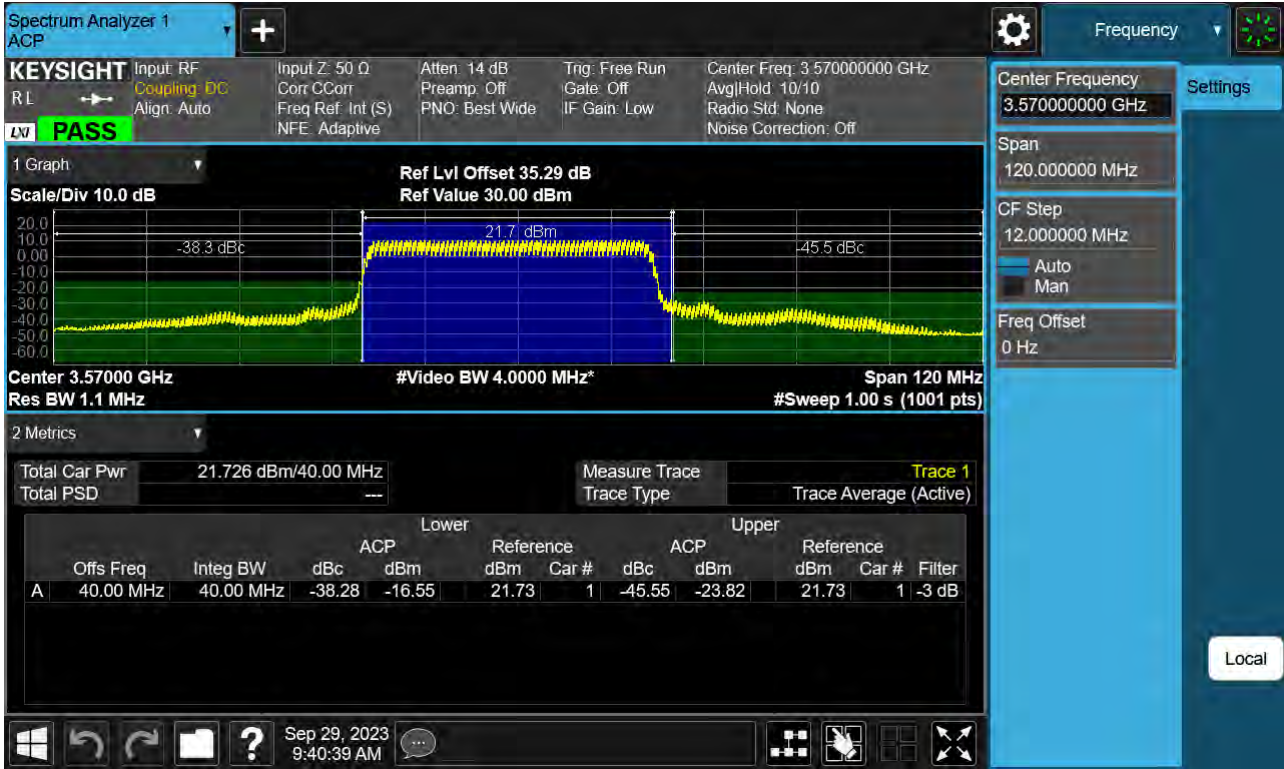 Spectrum Analyzer 1
ACP
Frequency
KEYSIGHT
RL
LXI PASS
Input: RF
Coupling: DC
Align: Auto
Input Z: 50 Ω
Corr CCorr
Freq Ref: Int (S)
NFE: Adaptive
Atten: 14 dB
Preamp: Off
PNO: Best Wide
Trig: Free Run
Gate: Off
IF Gain: Low
Center Freq: 3.570000000 GHz
Avg|Hold: 10/10
Radio Std: None
Noise Correction: Off
Center Frequency
3.570000000 GHz
Settings
Span
120.000000 MHz
CF Step
12.000000 MHz
Auto
Man
Freq Offset
0 Hz
Local
1 Graph
Scale/Div 10.0 dB
Ref Lvl Offset 35.29 dB
Ref Value 30.00 dBm
20.0
10.0
0.00
-10.0
-20.0
-30.0
-40.0
-50.0
-60.0
-38.3 dBc
21.7 dBm
-45.5 dBc
Center 3.57000 GHz #Video BW 4.0000 MHz* Span 120 MHz
Res BW 1.1 MHz #Sweep 1.00 s (1001 pts)
2 Metrics
Total Car Pwr 21.726 dBm/40.00 MHz
Total PSD ---
Measure Trace Trace 1
Trace Type Trace Average (Active)
Lower Upper
ACP Reference ACP Reference
Offs Freq Integ BW dBc dBm dBm Car # dBc dBm dBm Car # Filter
A 40.00 MHz 40.00 MHz -38.28 -16.55 21.73 1 -45.55 -23.82 21.73 1 -3 dB
Sep 29, 2023
9:40:39 AM